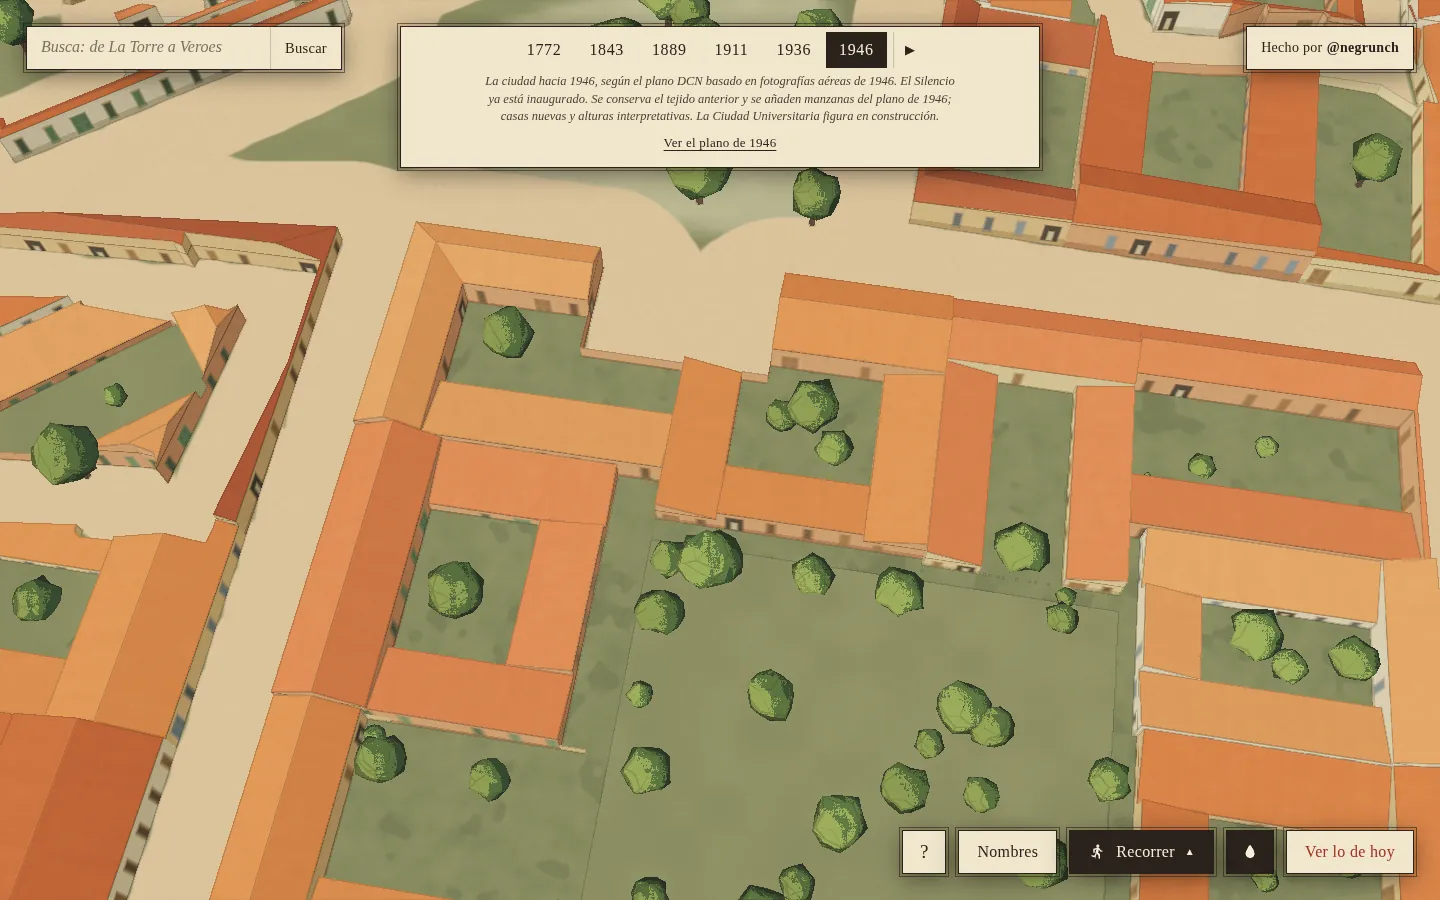 Busca: de La Torre a Veroes
Buscar
1772 1843 1889 1911 1936 1946 ▶
La ciudad hacia 1946, según el plano DCN basado en fotografías aéreas de 1946. El Silencio
ya está inaugurado. Se conserva el tejido anterior y se añaden manzanas del plano de 1946;
casas nuevas y alturas interpretativas. La Ciudad Universitaria figura en construcción.
Ver el plano de 1946
Hecho por @negrunch
?
Nombres
Recorrer ▲
Ver lo de hoy